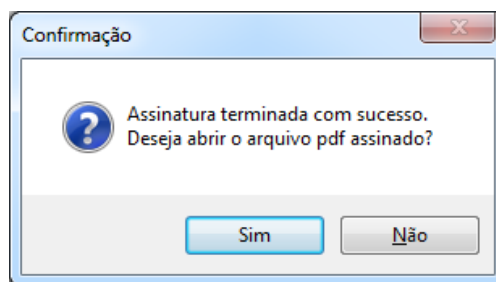 Confirmação
Assinatura terminada com sucesso.
Deseja abrir o arquivo pdf assinado?
Sim
Não